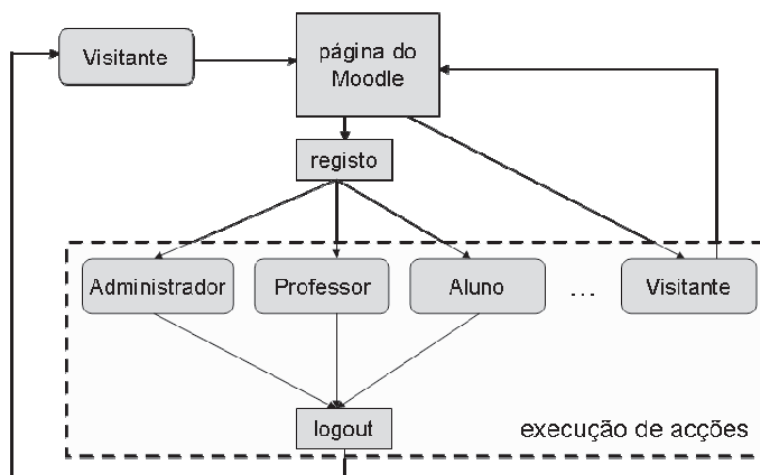 Visitante
página do
Moodle
registo
Administrador
Professor
Aluno
...
Visitante
logout
execução de acções